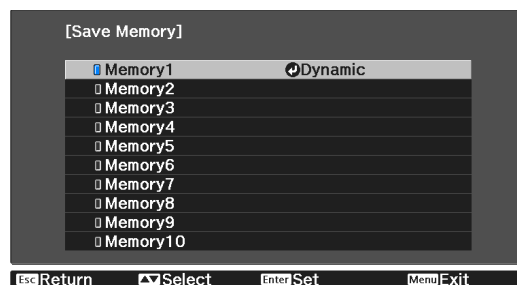 [Save Memory]
Memory1 Dynamic
Memory2
Memory3
Memory4
Memory5
Memory6
Memory7
Memory8
Memory9
Memory10
Esc Return Select Enter Set Menu Exit